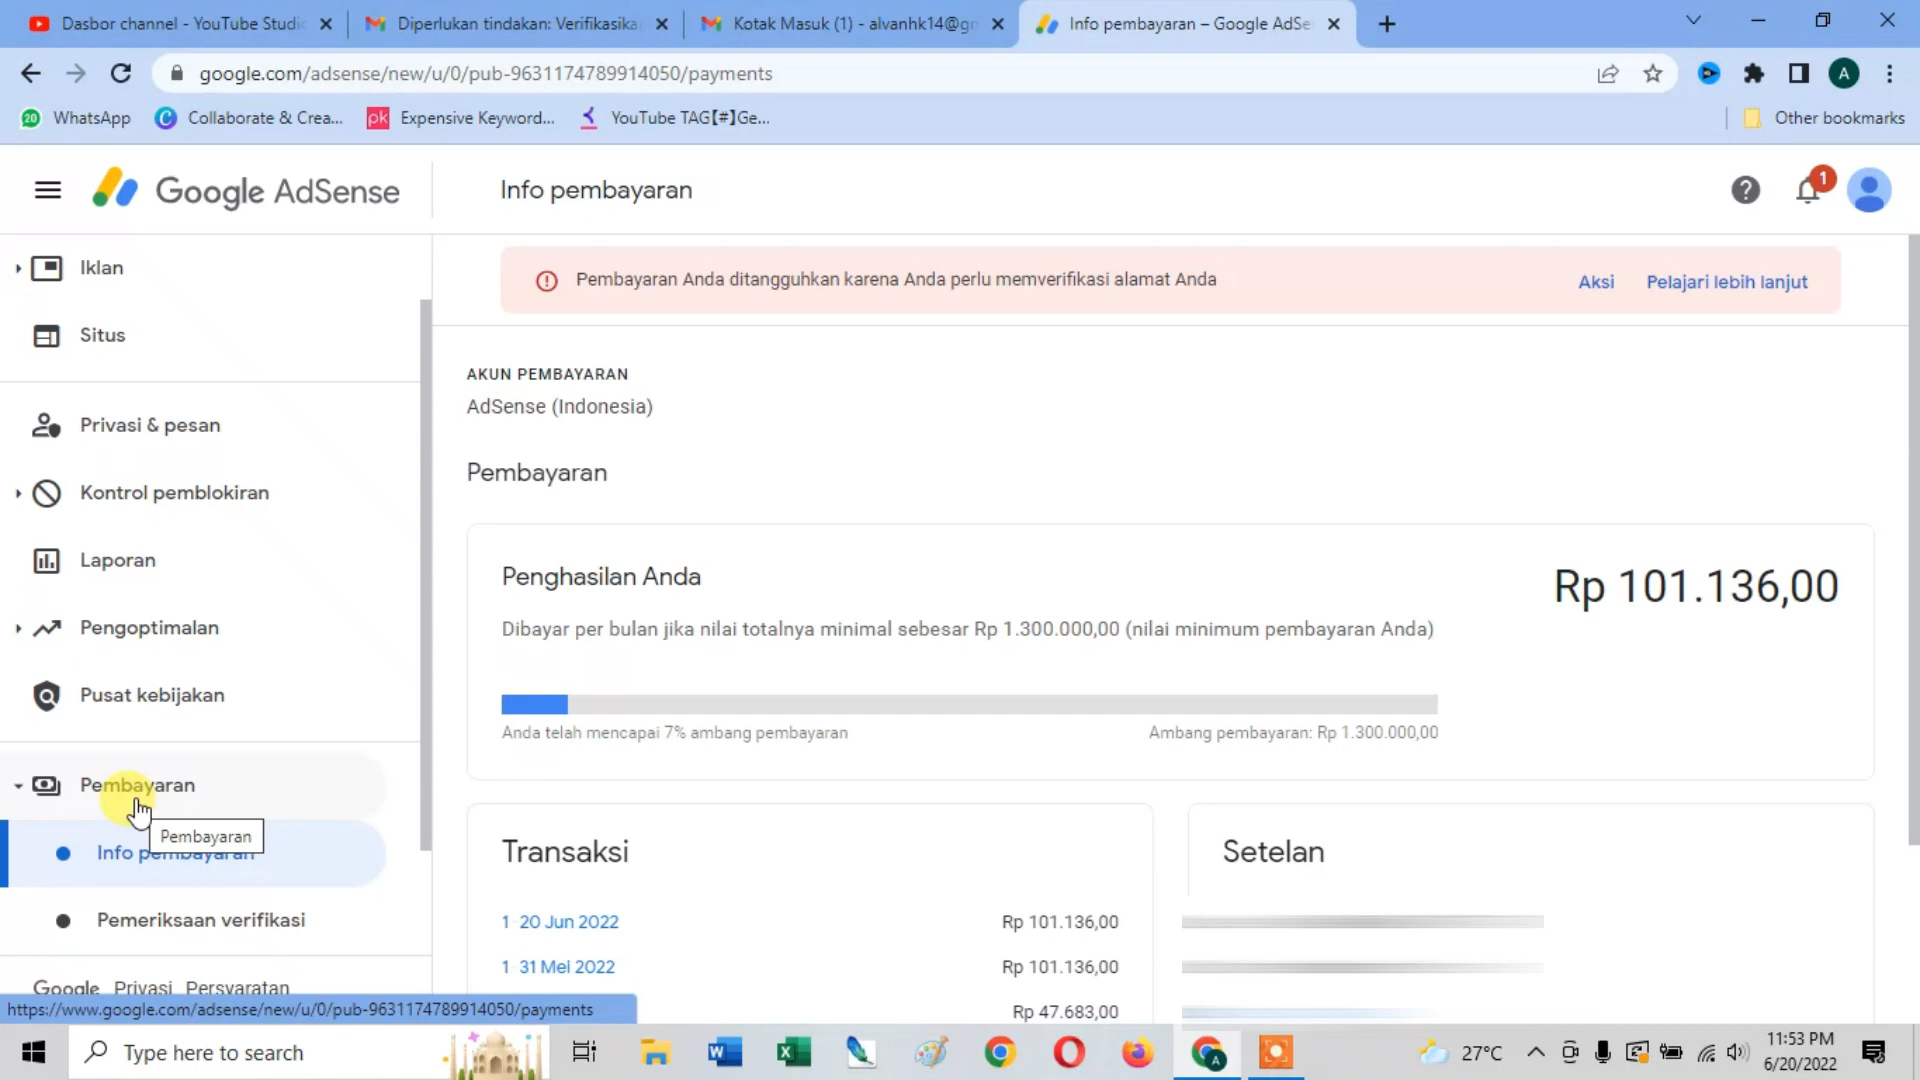 Dasbor channel - YouTube Studio
Diperlukan tindakan: Verifikasika
Kotak Masuk (1) - alvanhk14@gm
Info pembayaran – Google AdSe
google.com/adsense/new/u/0/pub-9631174789914050/payments
A
20 WhatsApp
Collaborate & Crea...
pk Expensive Keyword...
YouTube TAG【#】Ge...
Other bookmarks
Google AdSense
Info pembayaran
1
Iklan
Situs
Privasi & pesan
Kontrol pemblokiran
Laporan
Pengoptimalan
Pusat kebijakan
Pembayaran
Pembayaran
Info pembayaran
Pemeriksaan verifikasi
Google Privasi Persyaratan
https://www.google.com/adsense/new/u/0/pub-9631174789914050/payments
Pembayaran Anda ditangguhkan karena Anda perlu memverifikasi alamat Anda
Aksi
Pelajari lebih lanjut
AKUN PEMBAYARAN
AdSense (Indonesia)
Pembayaran
Penghasilan Anda
Rp 101.136,00
Dibayar per bulan jika nilai totalnya minimal sebesar Rp 1.300.000,00 (nilai minimum pembayaran Anda)
Anda telah mencapai 7% ambang pembayaran
Ambang pembayaran: Rp 1.300.000,00
Transaksi
1 20 Jun 2022 Rp 101.136,00
1 31 Mei 2022 Rp 101.136,00
Rp 47.683,00
Setelan
Type here to search
27°C
11:53 PM
6/20/2022